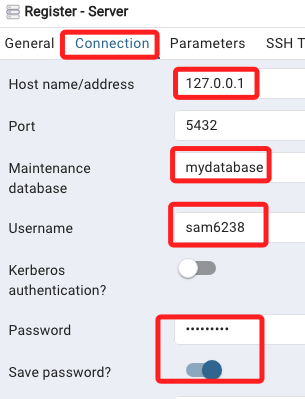 Register - Server
General Connection Parameters SSH T
Host name/address 127.0.0.1
Port 5432
Maintenance database mydatabase
Username sam6238
Kerberos authentication?
Password •••••••••
Save password?